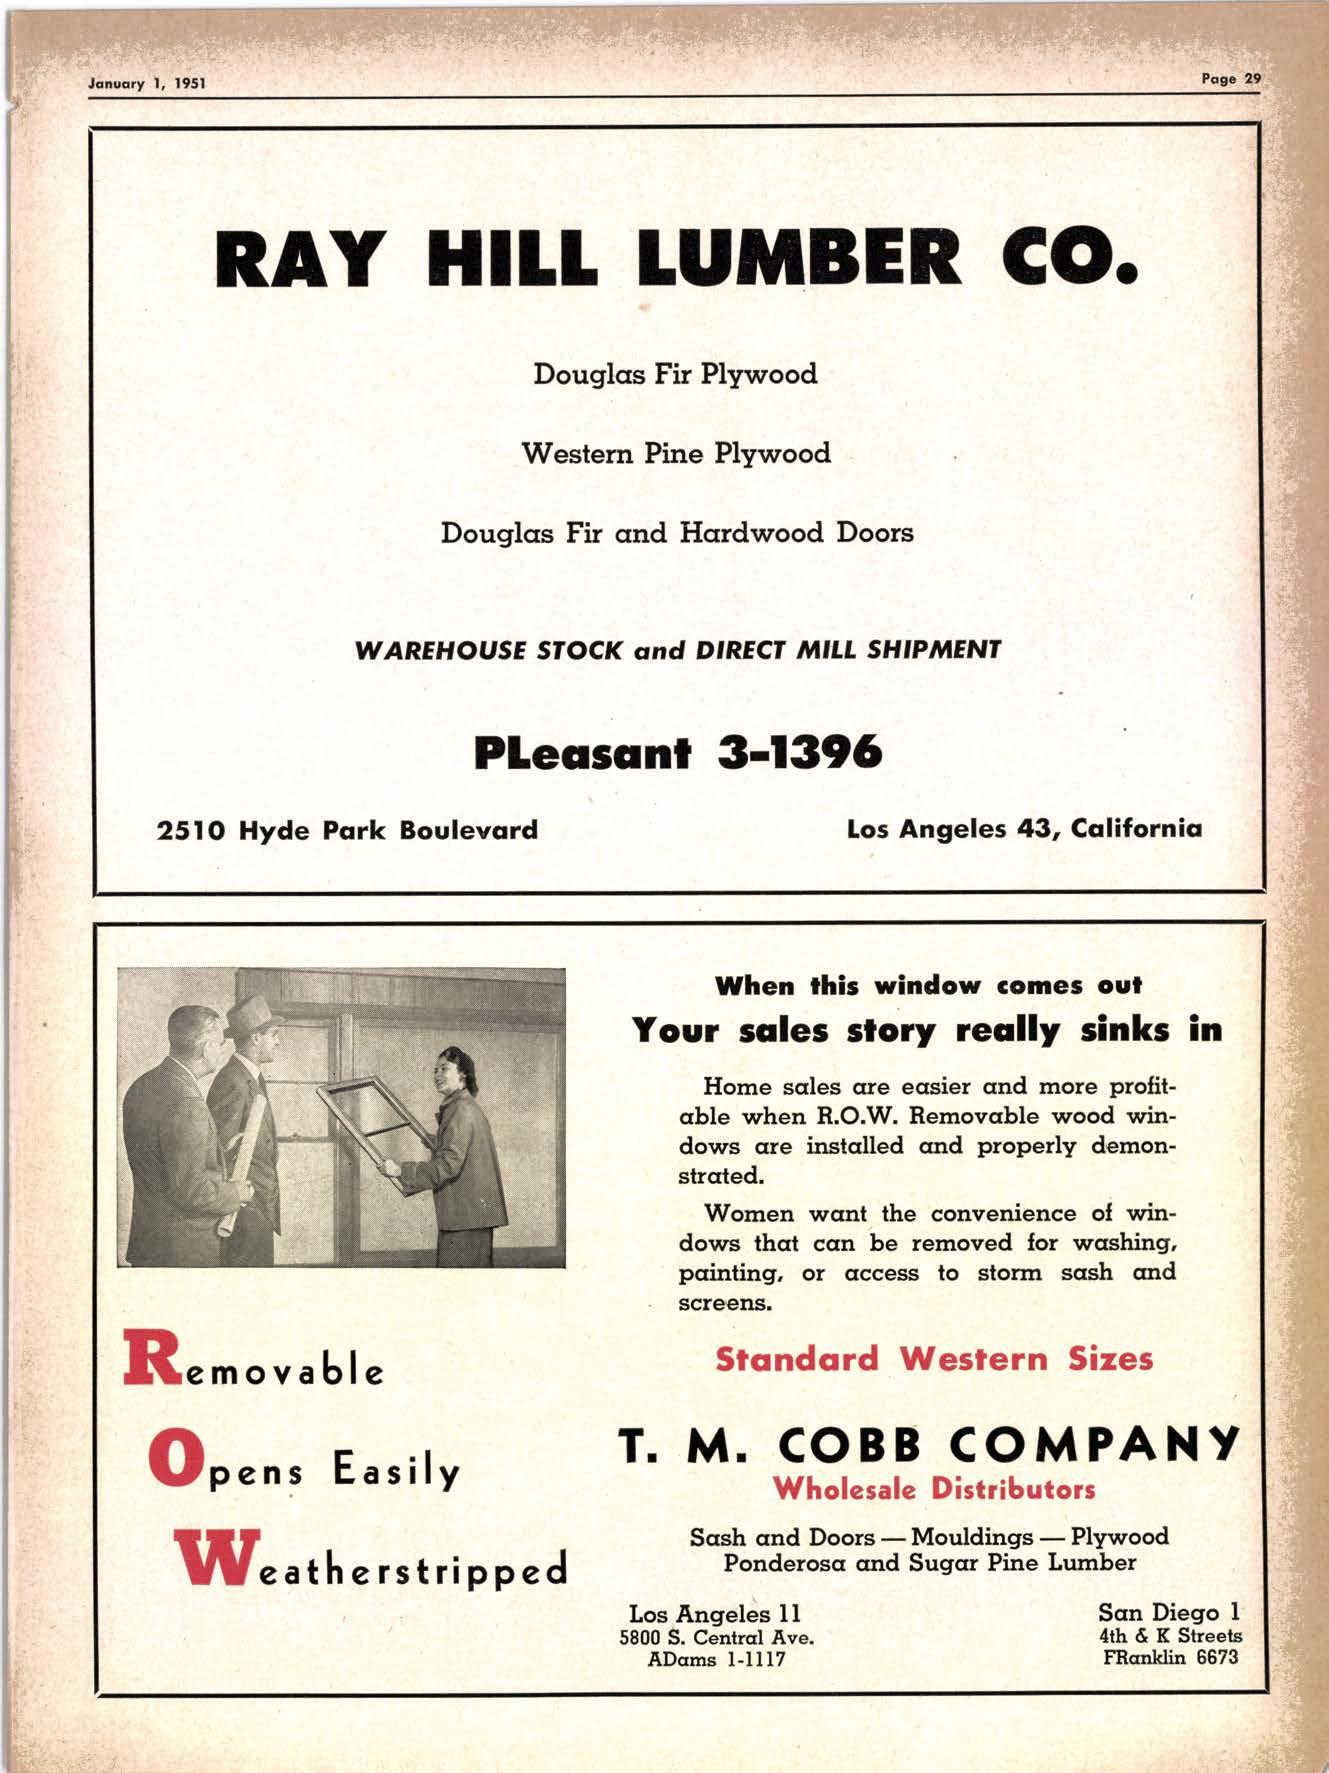 January 1, 1951
Page 29
RAY HILL LUMBER CO.
Douglas Fir Plywood
Western Pine Plywood
Douglas Fir and Hardwood Doors
WAREHOUSE STOCK and DIRECT MILL SHIPMENT
PLeasant 3-1396
2510 Hyde Park Boulevard
Los Angeles 43, California
When this window comes out
Your sales story really sinks in
Home sales are easier and more profit-
able when R.O.W. Removable wood win-
dows are installed and properly demon-
strated.
Women want the convenience of win-
dows that can be removed for washing,
painting, or access to storm sash and
screens.
Removable
Opens Easily
Weatherstripped
Standard Western Sizes
T. M. COBB COMPANY
Wholesale Distributors
Sash and Doors — Mouldings — Plywood
Ponderosa and Sugar Pine Lumber
Los Angeles 11
5800 S. Central Ave.
ADams 1-1117
San Diego 1
4th & K Streets
FRanklin 6673